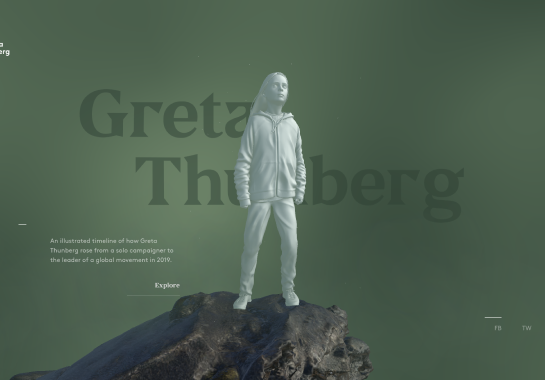 a
erg
Greta
Thunberg
An illustrated timeline of how Greta
Thunberg rose from a solo campaigner to
the leader of a global movement in 2019.
Explore
FB TW